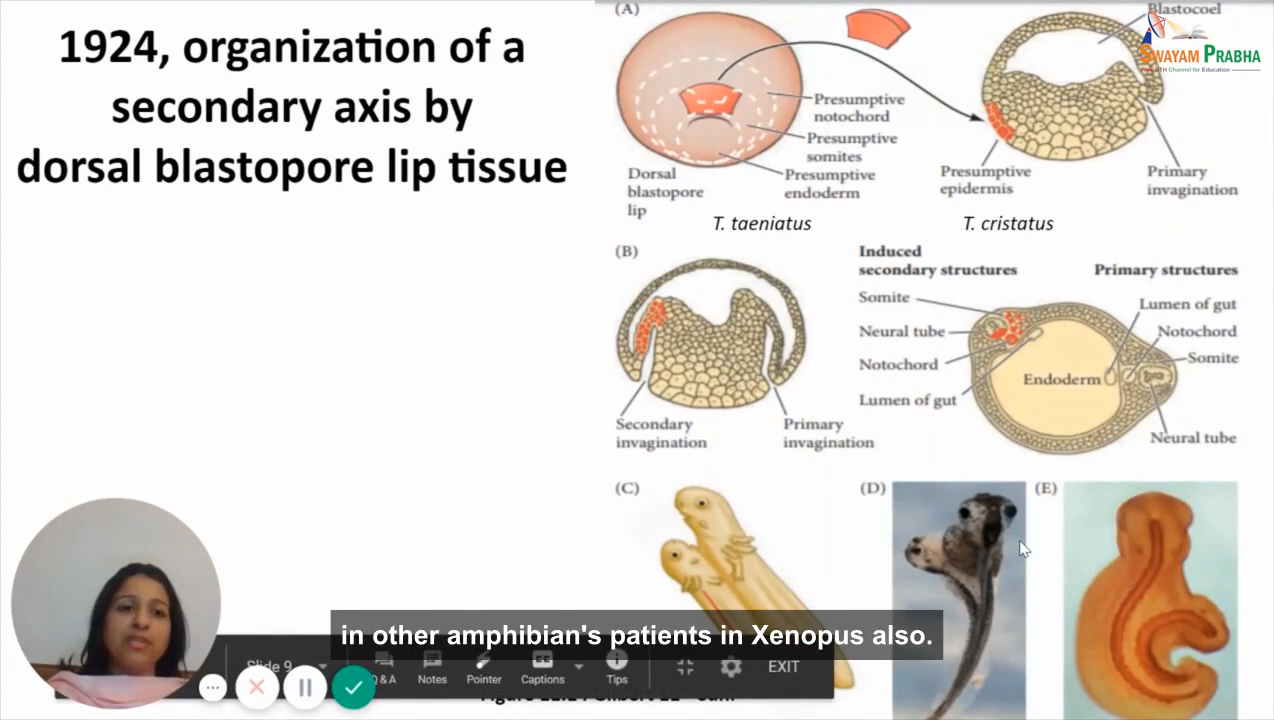 1924, organization of a
secondary axis by
dorsal blastopore lip tissue
(A)
Blastocoel
SWAYAM PRABHA
Presumptive
notochord
Presumptive
somites
Presumptive
endoderm
Dorsal
blastopore
lip
Presumptive
epidermis
Primary
invagination
T. taeniatus
T. cristatus
(B)
Induced
secondary structures
Primary structures
Somite
Neural tube
Notochord
Lumen of gut
Endoderm
Lumen of gut
Notochord
Somite
Neural tube
Secondary
invagination
Primary
invagination
(C)
(D)
(E)
in other amphibian's patients in Xenopus also.
Slide 9
Q & A
Notes
Pointer
Captions
Tips
EXIT